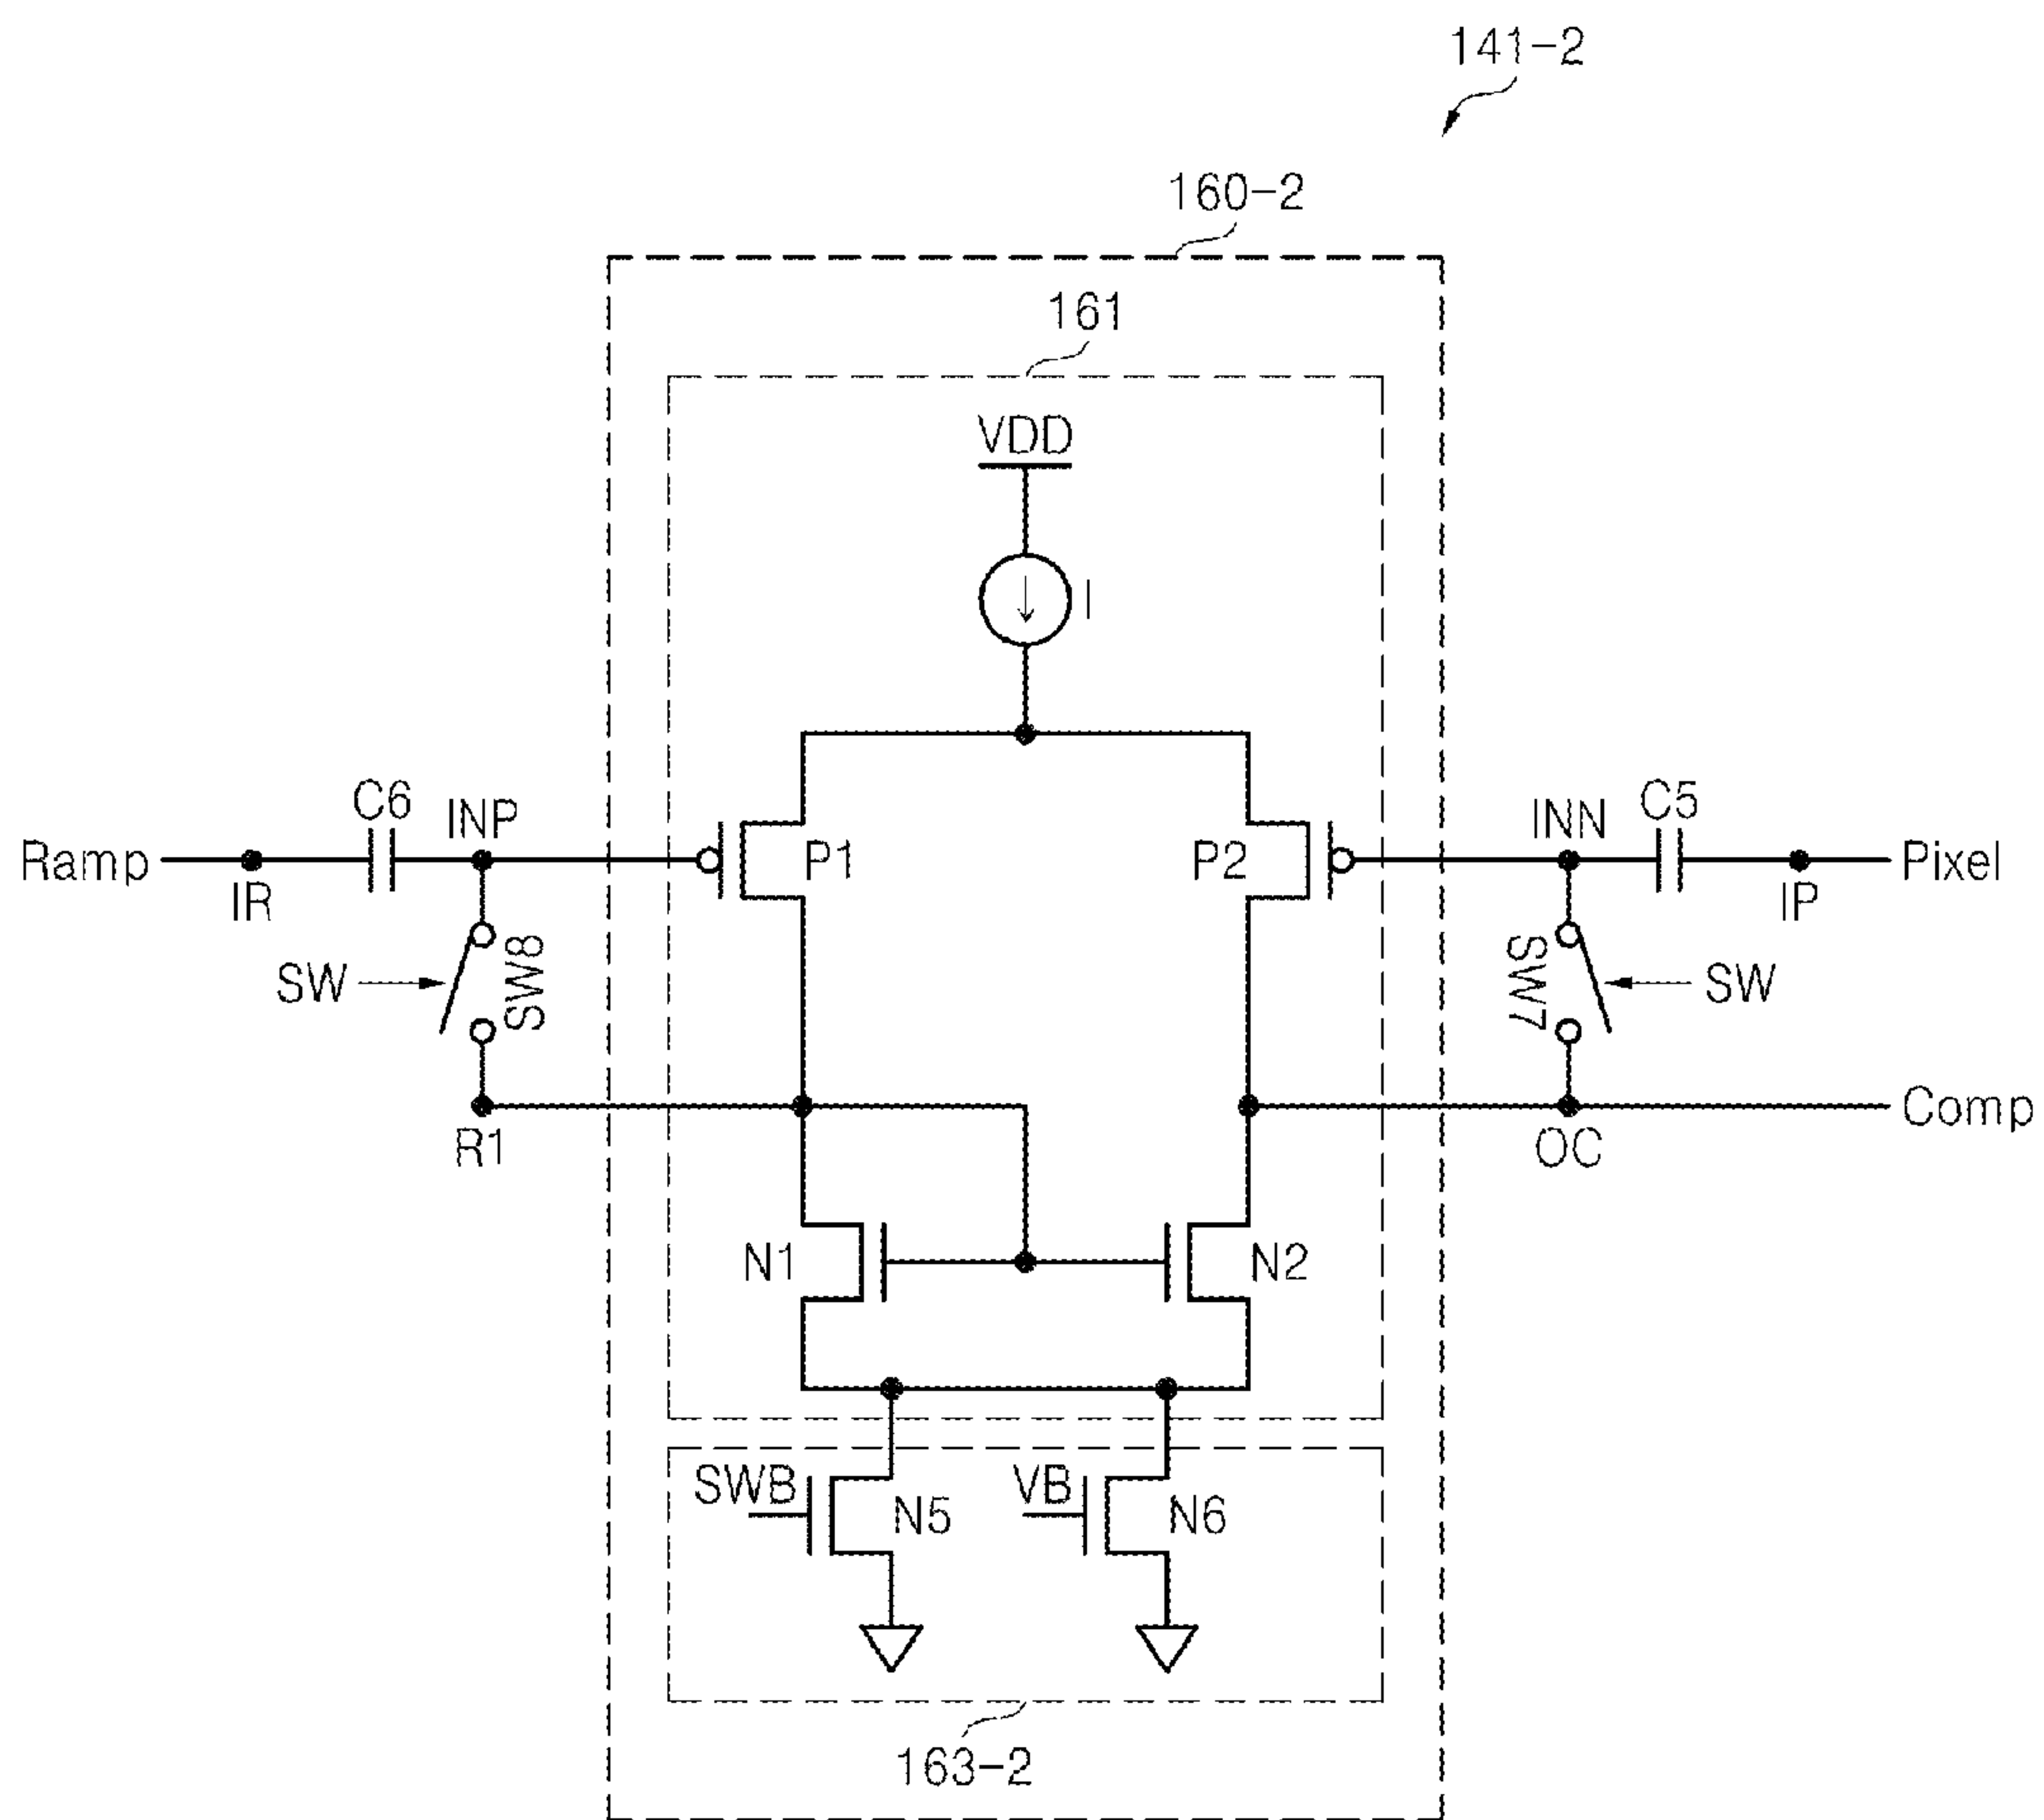 141-2
160-2
161
VDD
I
C6
INP
INN
C5
Ramp
IR
P1
P2
IP
Pixel
SW
SW8
SW7
SW
R1
OC
Comp
N1
N2
SWB
N5
VB
N6
163-2